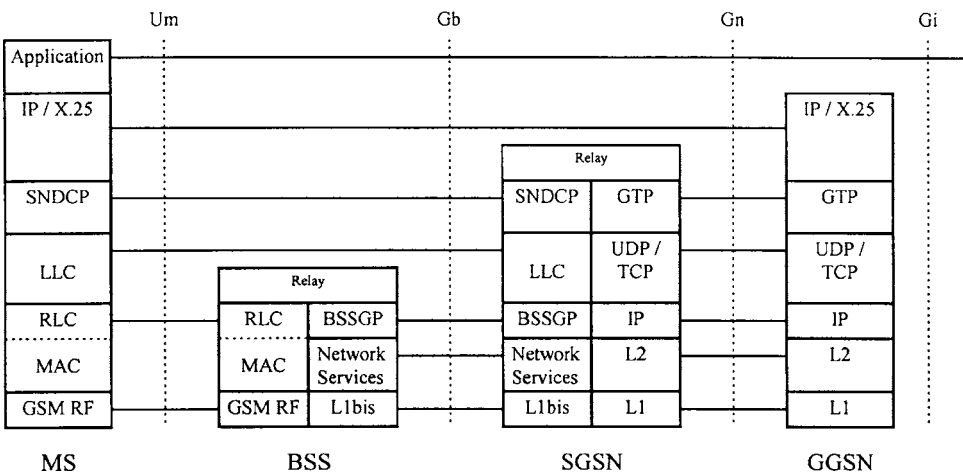 Um Gb Gn Gi
Application
IP / X.25 IP / X.25
Relay
SNDCP SNDCP GTP GTP
UDP / UDP /
LLC LLC TCP TCP
Relay
RLC RLC BSSGP BSSGP IP IP
MAC MAC Network Network L2 L2
Services Services
GSM RF GSM RF L1bis L1bis L1 L1
MS BSS SGSN GGSN